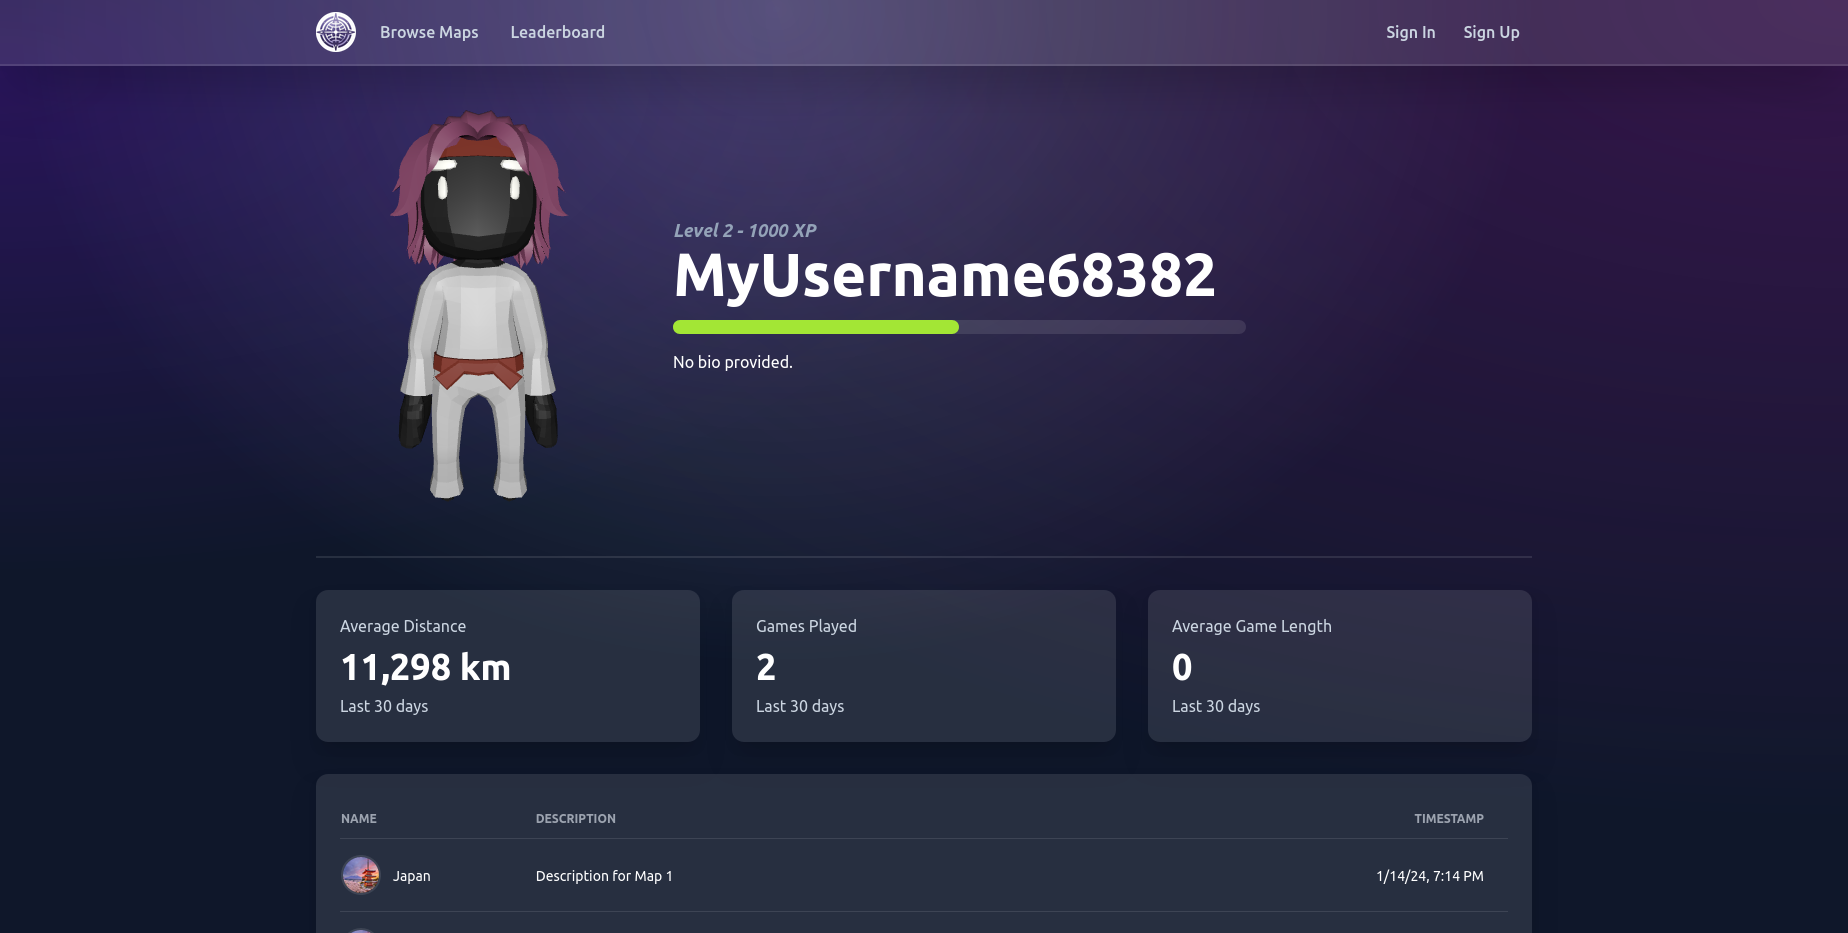 Browse Maps
Leaderboard
Sign In
Sign Up
Level 2 - 1000 XP
MyUsername68382
No bio provided.
Average Distance
11,298 km
Last 30 days
Games Played
2
Last 30 days
Average Game Length
0
Last 30 days
NAME DESCRIPTION TIMESTAMP
Japan Description for Map 1 1/14/24, 7:14 PM